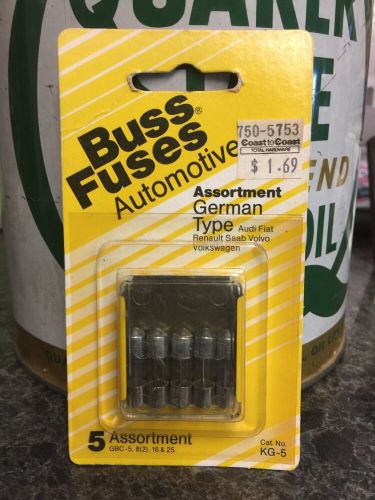 QUAKER
Buss®
Fuses
Automotive
750-5753
Coast to Coast
TOTAL HARDWARE
$ 1.69
Assortment
German
Type Audi Fiat
Renault Saab Volvo
Volkswagen
END
OIL
5 Assortment
GBC-5, 8(2), 16 & 25
Cat. No.
KG-5